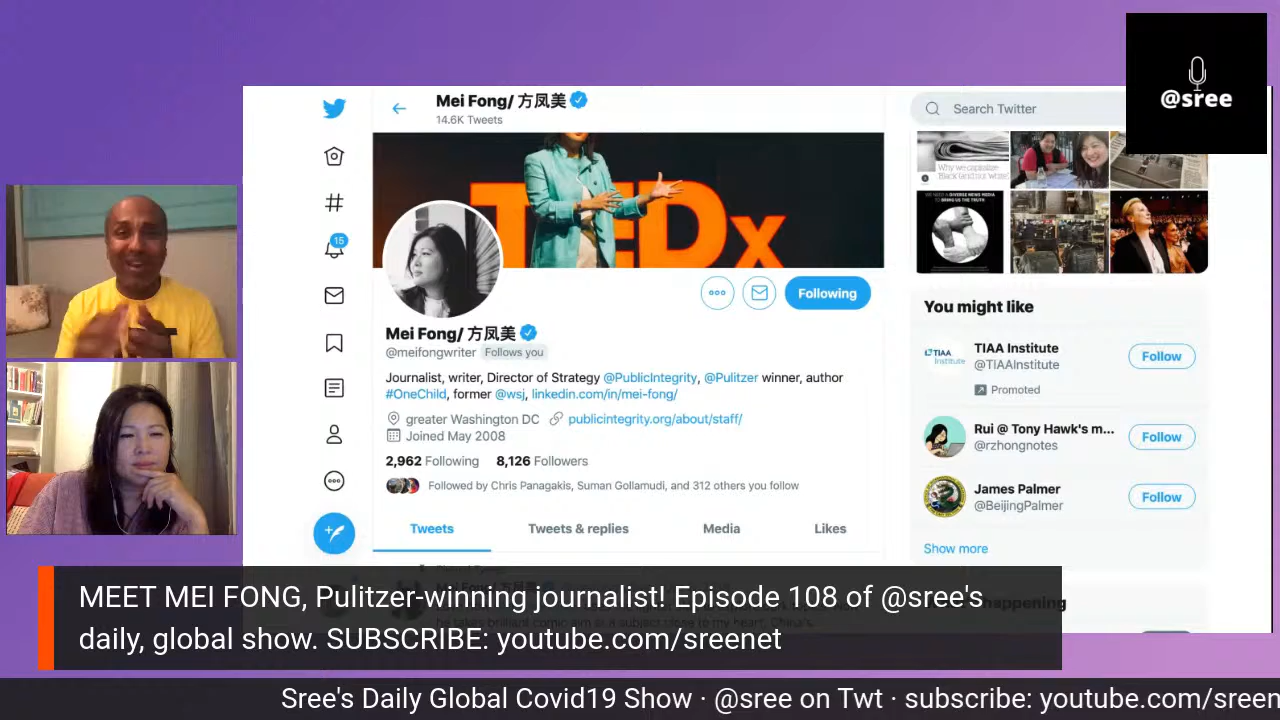 @sree
Mei Fong/ 方凤美
14.6K Tweets
Search Twitter
TEDx
15
Following
Mei Fong/ 方凤美
@meifongwriter Follows you
Journalist, writer, Director of Strategy @PublicIntegrity, @Pulitzer winner, author
#OneChild, former @wsj, linkedin.com/in/mei-fong/
greater Washington DC publicintegrity.org/about/staff/
Joined May 2008
2,962 Following 8,126 Followers
Followed by Chris Panagakis, Suman Gollamudi, and 312 others you follow
Tweets Tweets & replies Media Likes
You might like
TIAA Institute
@TIAAInstitute
Promoted
Follow
Rui @ Tony Hawk's m...
@rzhongnotes
Follow
James Palmer
@BeijingPalmer
Follow
Show more
MEET MEI FONG, Pulitzer-winning journalist! Episode 108 of @sree's
daily, global show. SUBSCRIBE: youtube.com/sreenet
Sree's Daily Global Covid19 Show · @sree on Twt · subscribe: youtube.com/sreen